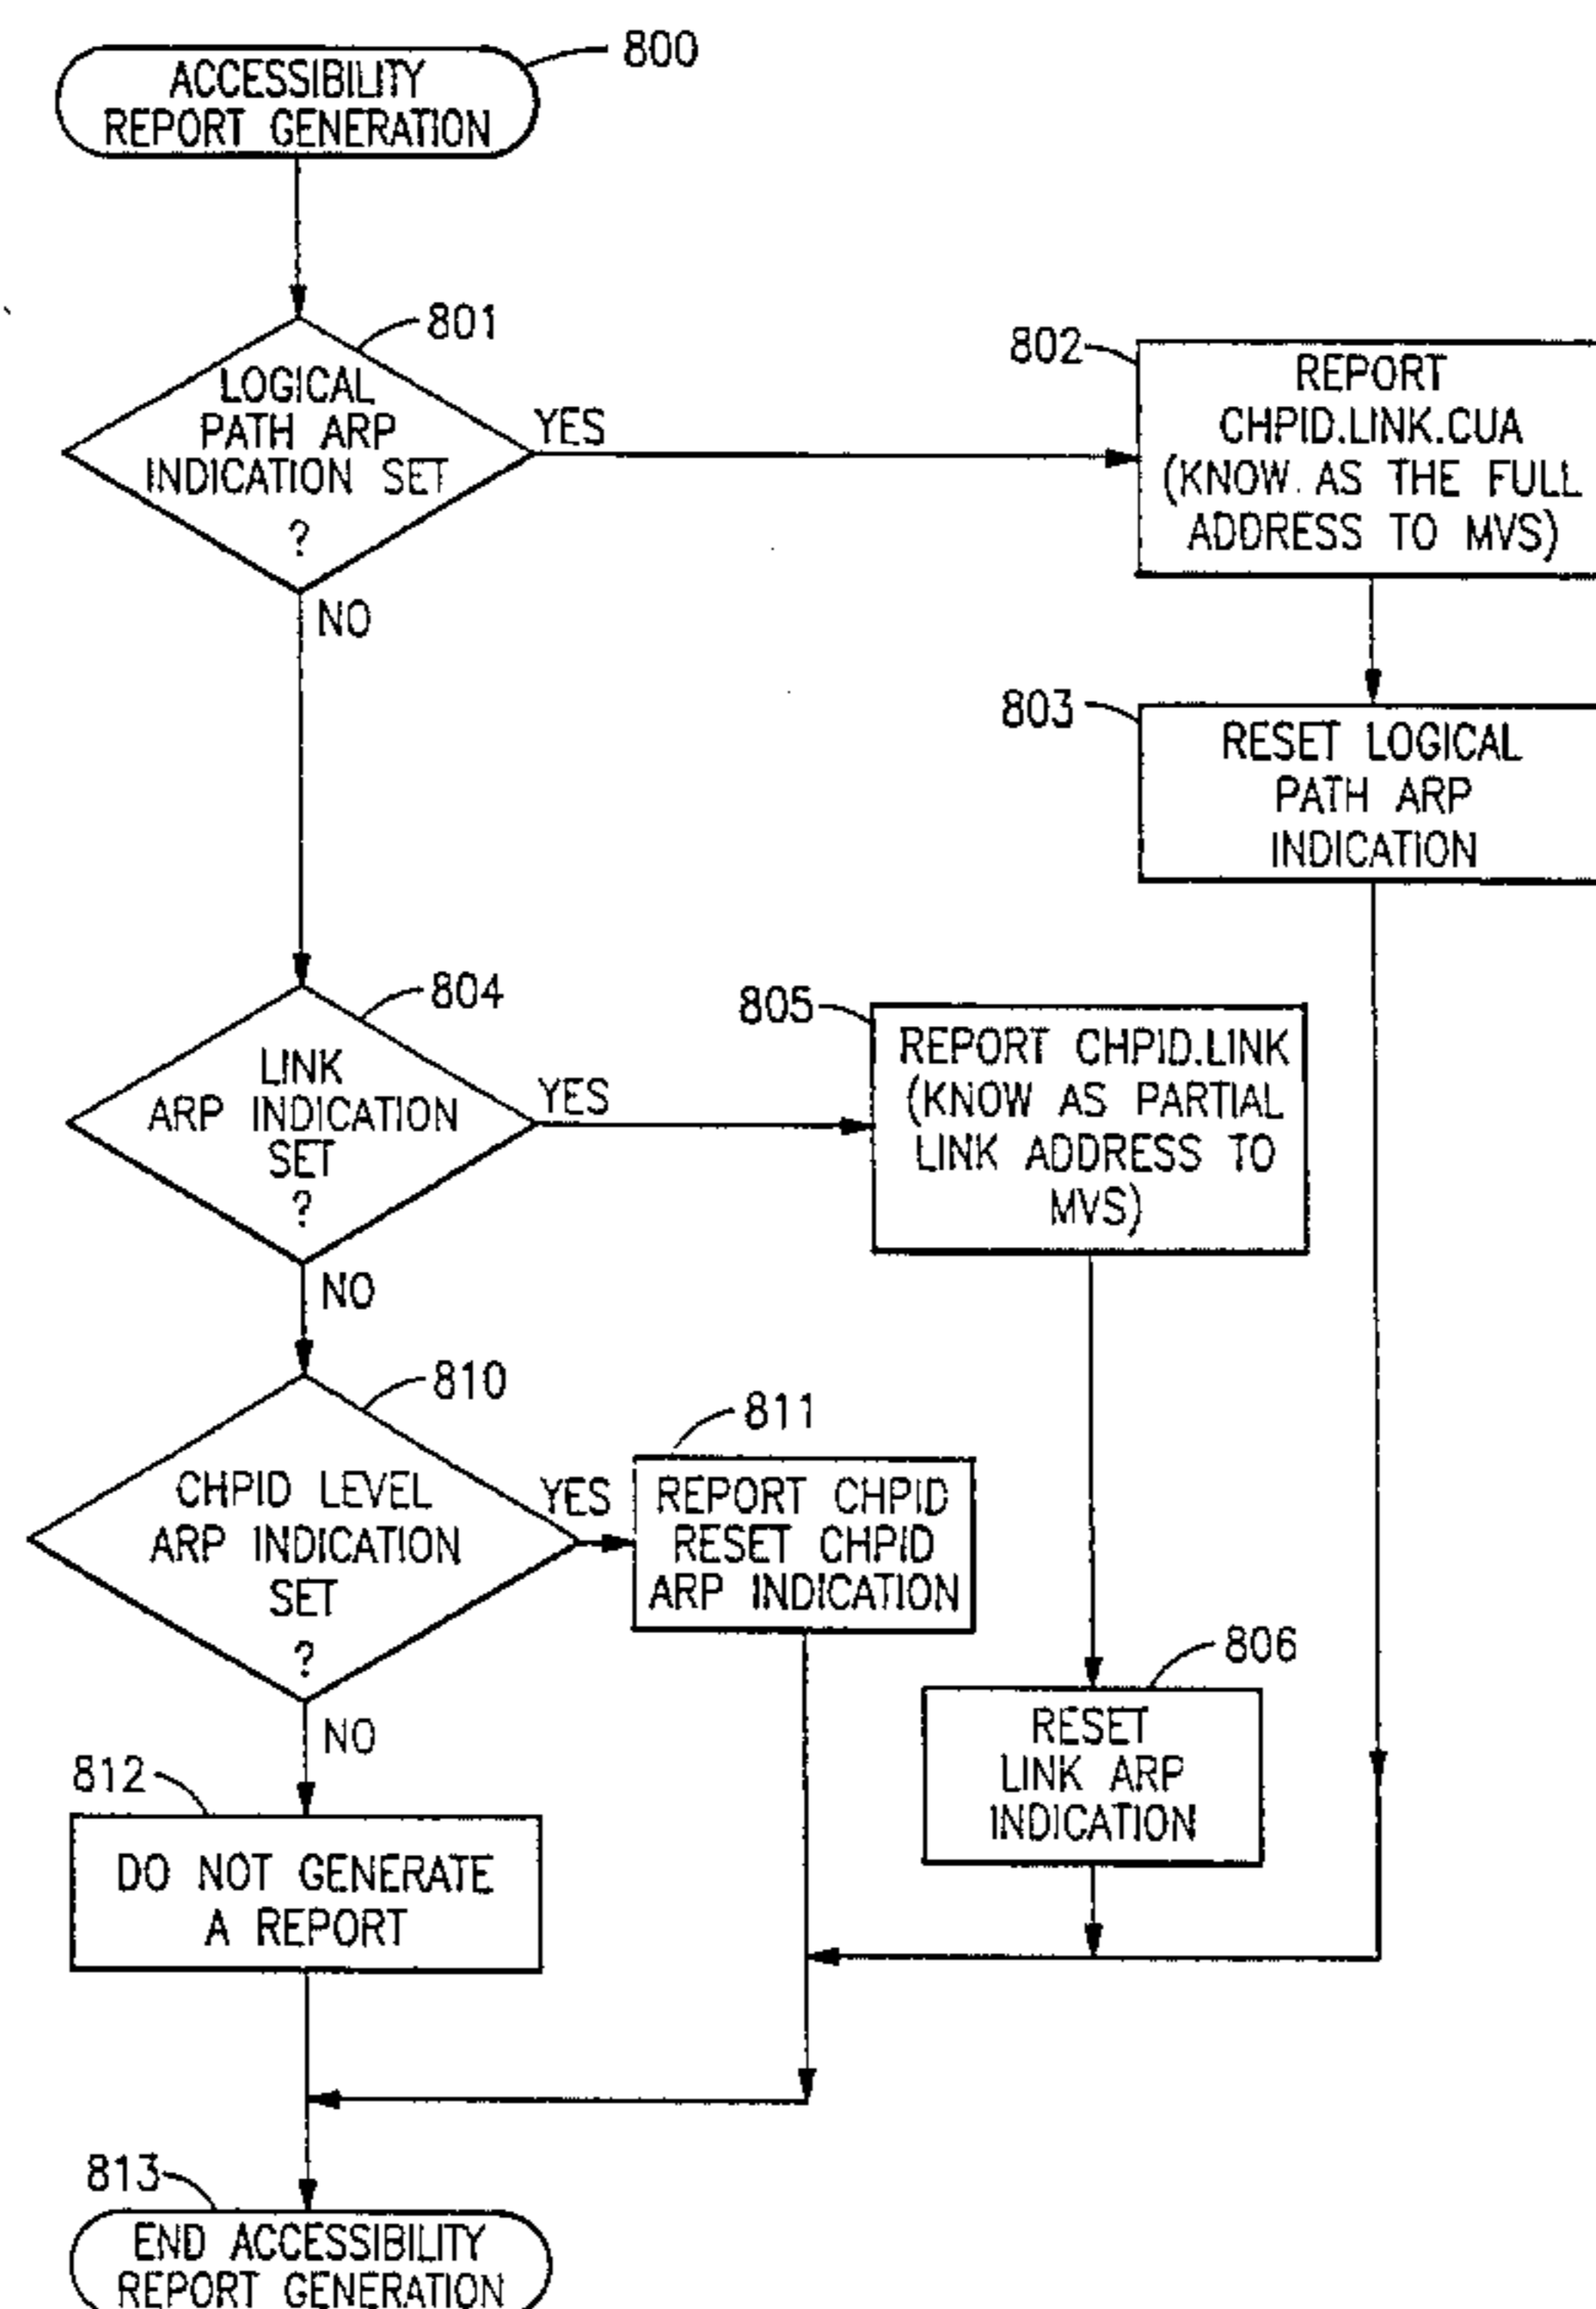 800
ACCESSIBILITY
REPORT GENERATION
801
LOGICAL
PATH ARP
INDICATION SET
?
YES
NO
802
REPORT
CHPID.LINK.CUA
(KNOW AS THE FULL
ADDRESS TO MVS)
803
RESET LOGICAL
PATH ARP
INDICATION
804
LINK
ARP INDICATION
SET
?
YES
NO
805
REPORT CHPID.LINK
(KNOW AS PARTIAL
LINK ADDRESS TO
MVS)
810
CHPID LEVEL
ARP INDICATION
SET
?
YES
NO
811
REPORT CHPID
RESET CHPID
ARP INDICATION
806
RESET
LINK ARP
INDICATION
812
DO NOT GENERATE
A REPORT
813
END ACCESSIBILITY
REPORT GENERATION